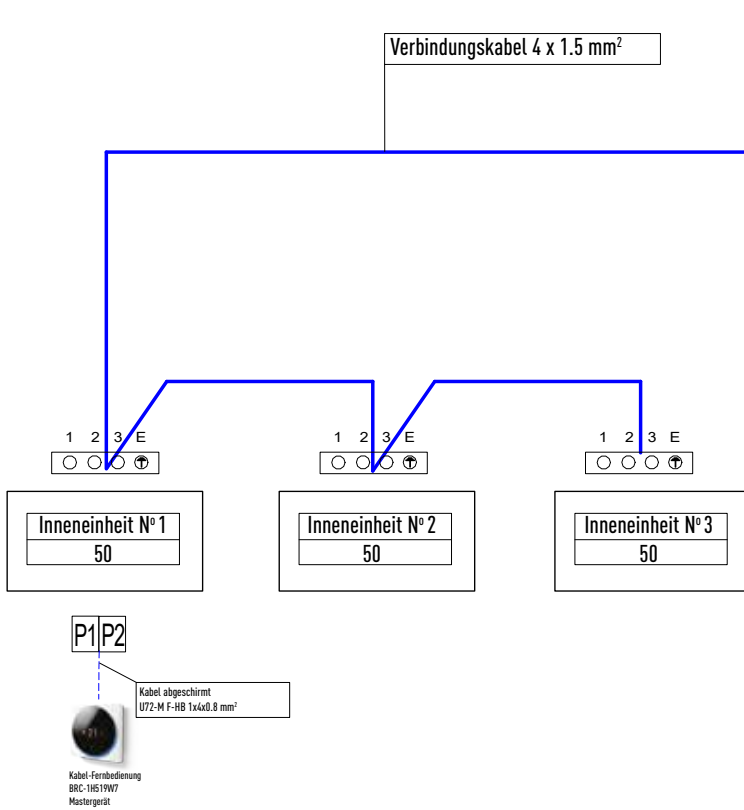 Verbindungskabel 4 x 1.5 mm²
1 2 3 E
1 2 3 E
1 2 3 E
Inneneinheit Nº 1
50
Inneneinheit Nº 2
50
Inneneinheit Nº 3
50
P1 P2
Kabel abgeschirmt
U72-M F-HB 1x4x0.8 mm²
Kabel-Fernbedienung
BRC-1H519W7
Mastergerät